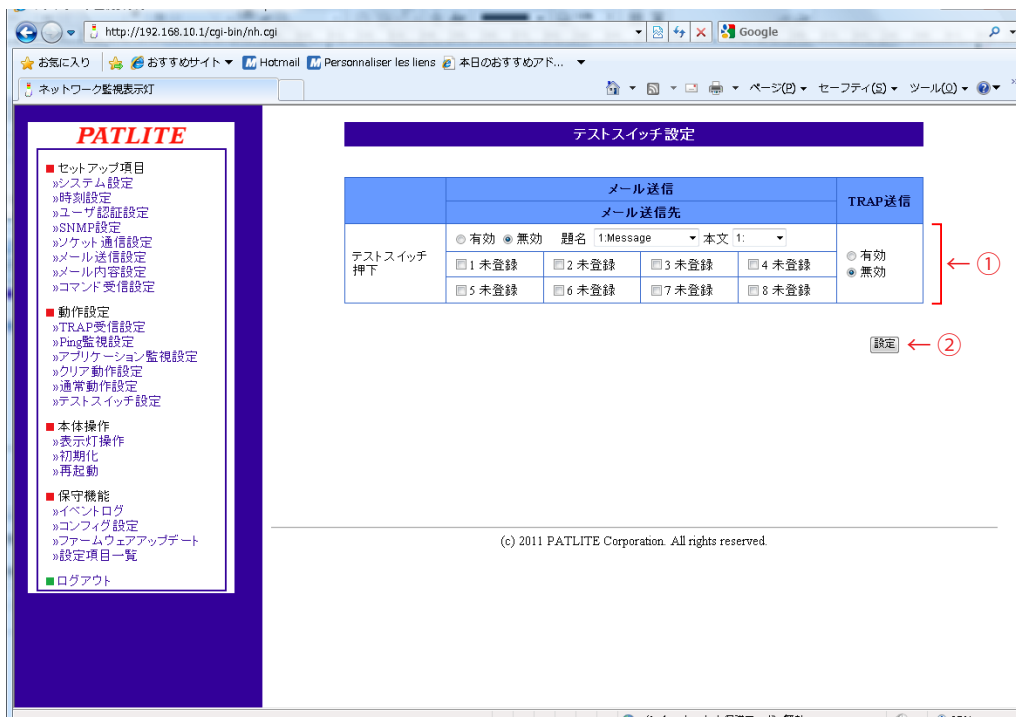 http://192.168.10.1/cgi-bin/nh.cgi
Google
お気に入り
おすすめサイト ▼
Hotmail
Personnaliser les liens
本日のおすすめアド... ▼
ネットワーク監視表示灯
ページ(P) ▼ セーフティ(S) ▼ ツール(O) ▼
PATLITE
■ セットアップ項目
»システム設定
»時刻設定
»ユーザ認証設定
»SNMP設定
»ソケット通信設定
»メール送信設定
»メール内容設定
»コマンド受信設定
■ 動作設定
»TRAP受信設定
»Ping監視設定
»アプリケーション監視設定
»クリア動作設定
»通常動作設定
»テストスイッチ設定
■ 本体操作
»表示灯操作
»初期化
»再起動
■ 保守機能
»イベントログ
»コンフィグ設定
»ファームウェアアップデート
»設定項目一覧
■ ログアウト
テストスイッチ設定
メール送信
TRAP送信
メール送信先
テストスイッチ
押下
有効 無効 題名 1:Message 本文 1:
1 未登録 2 未登録 3 未登録 4 未登録
5 未登録 6 未登録 7 未登録 8 未登録
有効
無効
← ①
設定 ← ②
(c) 2011 PATLITE Corporation. All rights reserved.